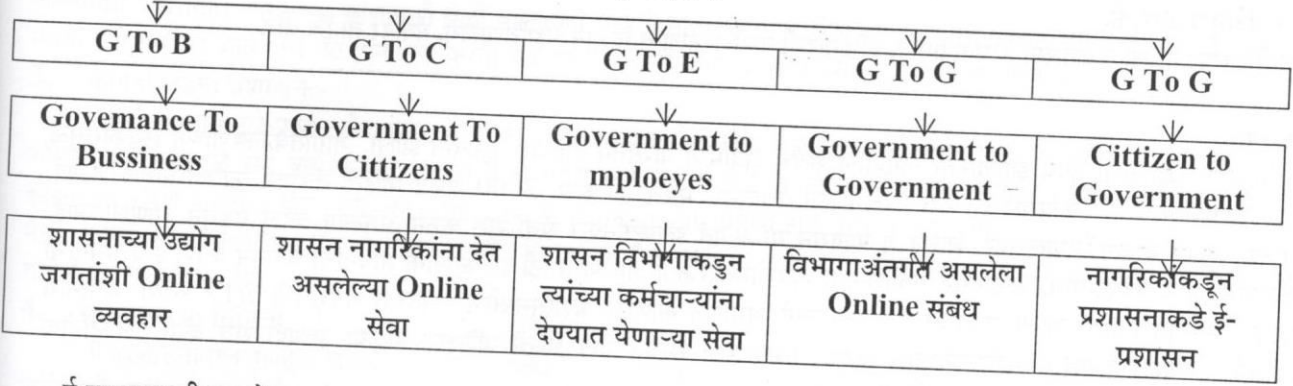 G To B
G To C
G To E
G To G
G To G
Govemance To
Bussiness
Government To
Cittizens
Government to
mploeyes
Government to
Government
Cittizen to
Government
शासनाच्या उद्योग
जगतांशी Online
व्यवहार
शासन नागरिकांना देत
असलेल्या Online
सेवा
शासन विभागाकडुन
त्यांच्या कर्मचाऱ्यांना
देण्यात येणाऱ्या सेवा
विभागाअंतर्गत असलेला
Online संबंध
नागरिकांकडून
प्रशासनाकडे ई-
प्रशासन